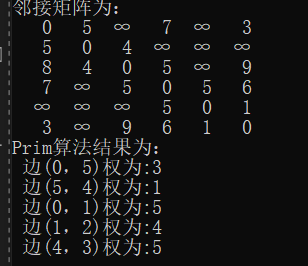 邻接矩阵为:
0 5 ∞ 7 ∞ 3
5 0 4 ∞ ∞ ∞
8 4 0 5 ∞ 9
7 ∞ 5 0 5 6
∞ ∞ ∞ 5 0 1
3 ∞ 9 6 1 0
Prim算法结果为:
边(0, 5)权为:3
边(5, 4)权为:1
边(0, 1)权为:5
边(1, 2)权为:4
边(4, 3)权为:5